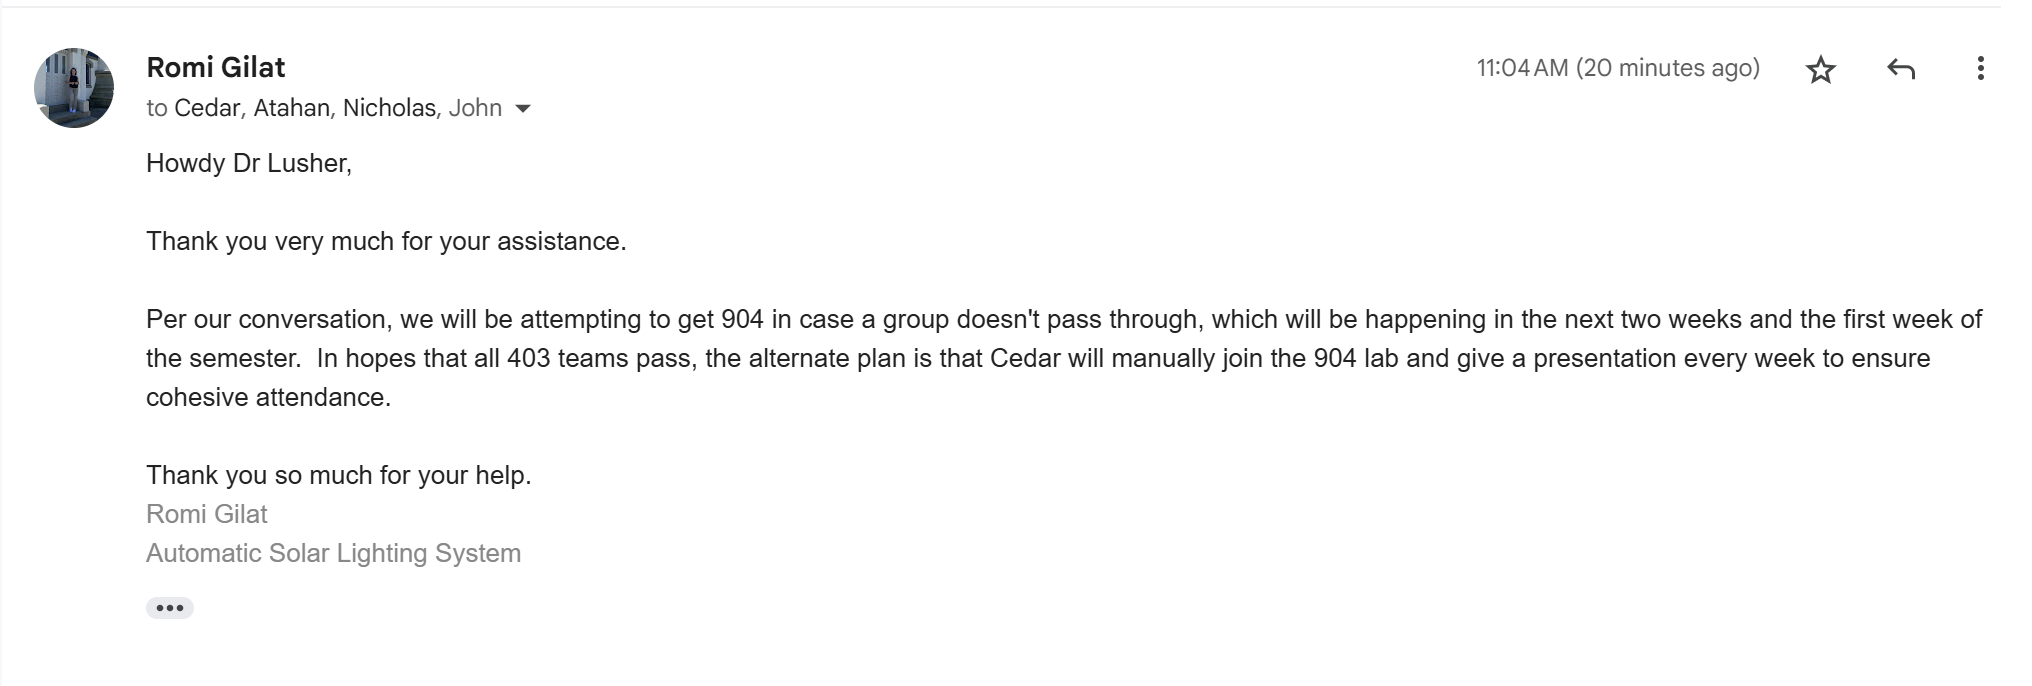 Romi Gilat
11:04 AM (20 minutes ago)
to Cedar, Atahan, Nicholas, John
Howdy Dr Lusher,
Thank you very much for your assistance.
Per our conversation, we will be attempting to get 904 in case a group doesn't pass through, which will be happening in the next two weeks and the first week of
the semester.  In hopes that all 403 teams pass, the alternate plan is that Cedar will manually join the 904 lab and give a presentation every week to ensure
cohesive attendance.
Thank you so much for your help.
Romi Gilat
Automatic Solar Lighting System